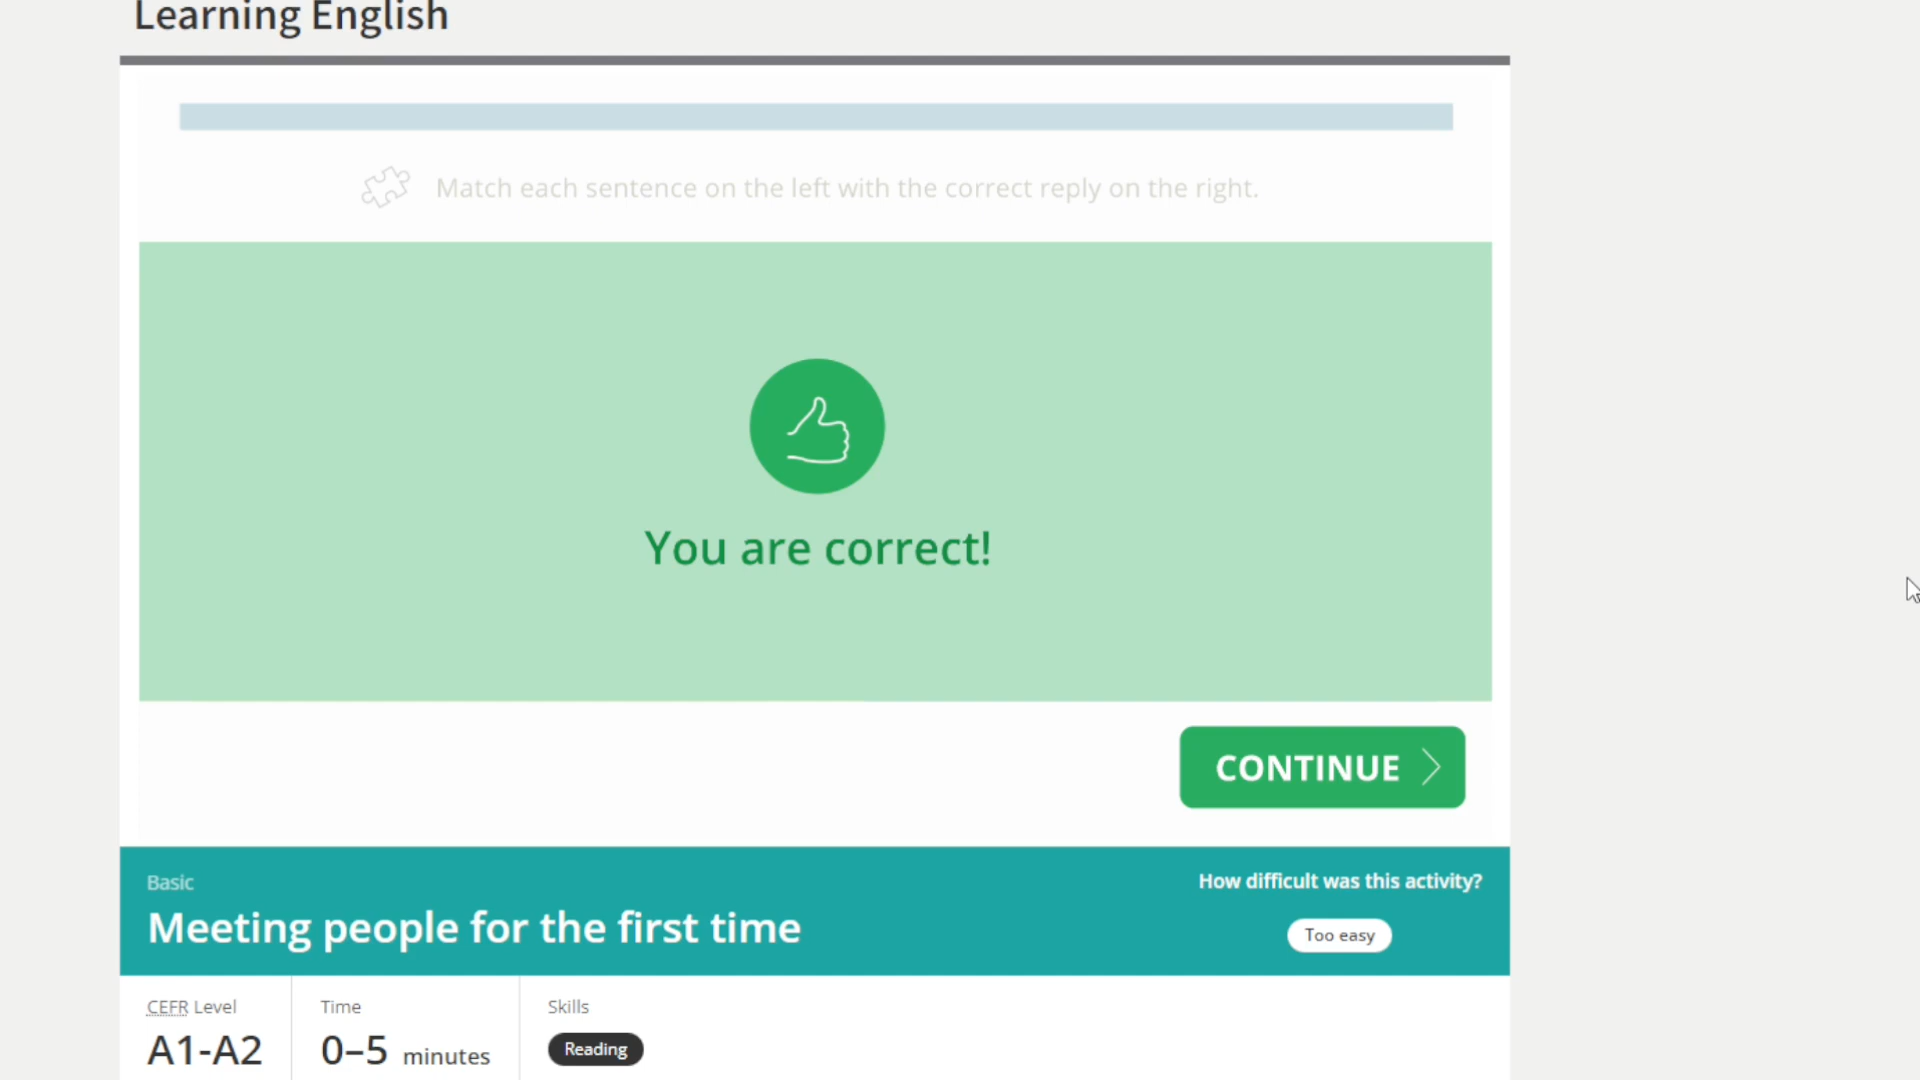 Learning English
Match each sentence on the left with the correct reply on the right.
You are correct!
CONTINUE
Basic
Meeting people for the first time
How difficult was this activity?
Too easy
CEFR Level
A1-A2
Time
0–5 minutes
Skills
Reading